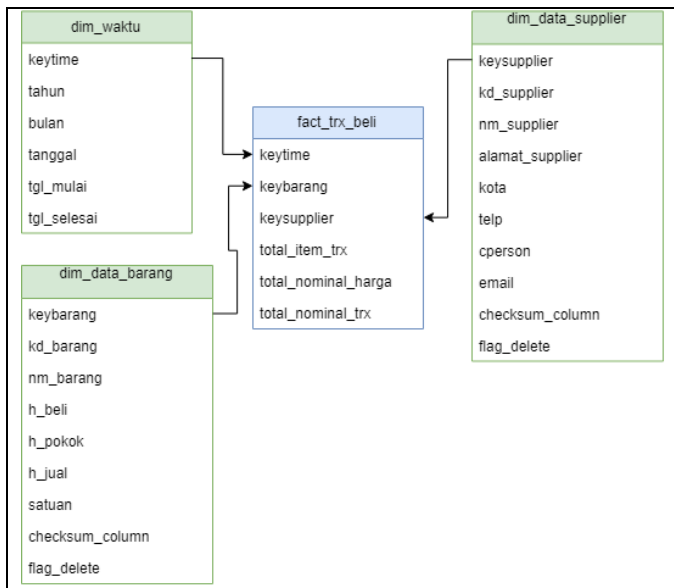 dim_waktu
keytime
tahun
bulan
tanggal
tgl_mulai
tgl_selesai
dim_data_barang
keybarang
kd_barang
nm_barang
h_beli
h_pokok
h_jual
satuan
checksum_column
flag_delete
fact_trx_beli
keytime
keybarang
keysupplier
total_item_trx
total_nominal_harga
total_nominal_trx
dim_data_supplier
keysupplier
kd_supplier
nm_supplier
alamat_supplier
kota
telp
cperson
email
checksum_column
flag_delete